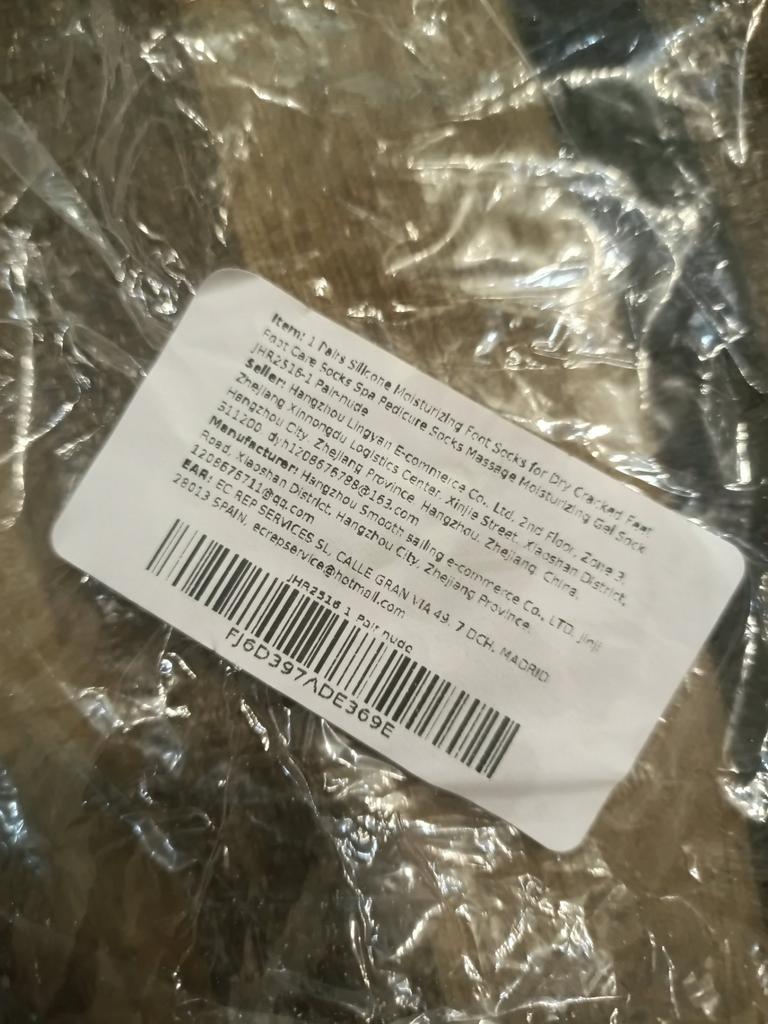 Item: 1 Pairs Silicone Moisturizing Foot Socks for Dry Cracked Feet
Foot Care Socks Spa Pedicure Socks Massage Moisturizing Gel Sock
JHR2516-1 Pair-nude
Seller: Hangzhou Lingyan E-commerce Co., Ltd. 2nd Floor, Zone 3,
Zhejiang Xinnongdu Logistics Center, Xinjie Street, Xiaoshan District,
Hangzhou City, Zhejiang Province, Hangzhou, Zhejiang, China,
511200. dyh1208676788@163.com
Manufacturer: Hangzhou Smooth sailing e-commerce Co., LTD. Jinji
Road, Xiaoshan District, Hangzhou City, Zhejiang Province.
1208676711@qq.com
EAR: EC REP SERVICES SL, CALLE GRAN VIA 49, 7 DCH, MADRID
28013 SPAIN, ecrepservice@hotmail.com
JHR2516 1 Pair nude
FJ6D397ADE369E